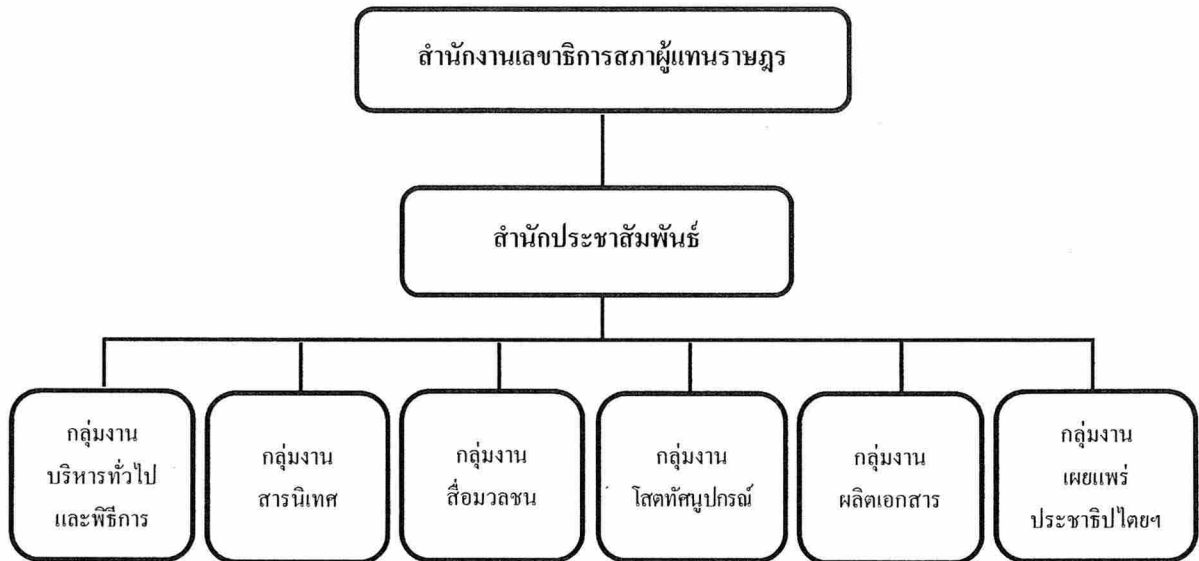 สำนักงานเลขาธิการสภาผู้แทนราษฎร
สำนักประชาสัมพันธ์
กลุ่มงาน
บริหารทั่วไป
และพิธีการ
กลุ่มงาน
สารนิเทศ
กลุ่มงาน
สื่อมวลชน
กลุ่มงาน
โสตทัศนูปกรณ์
กลุ่มงาน
ผลิตเอกสาร
กลุ่มงาน
เผยแพร่
ประชาธิปไตยฯ